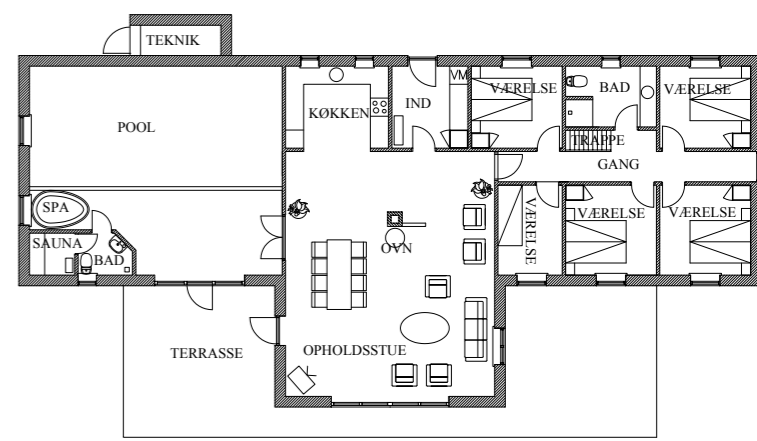 TEKNIK
VM
VÆRELSE
BAD
VÆRELSE
KØKKEN
IND
POOL
TRAPPE
GANG
SPA
VÆRELSE
VÆRELSE
VÆRELSE
SAUNA
BAD
OVN
TERRASSE
OPHOLDSSTUE